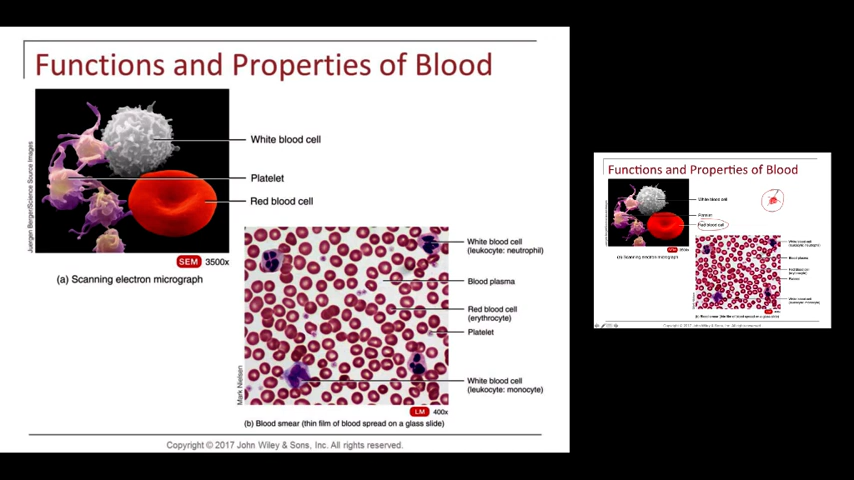 Functions and Properties of Blood
White blood cell
Platelet
Red blood cell
Juergen Berger/Science Source Images
SEM 3500x
(a) Scanning electron micrograph
White blood cell
(leukocyte: neutrophil)
Blood plasma
Red blood cell
(erythrocyte)
Platelet
White blood cell
(leukocyte: monocyte)
Mark Nielsen
LM 400x
(b) Blood smear (thin film of blood spread on a glass slide)
Copyright © 2017 John Wiley & Sons, Inc. All rights reserved.
Functions and Properties of Blood
White blood cell
Platelet
Red blood cell